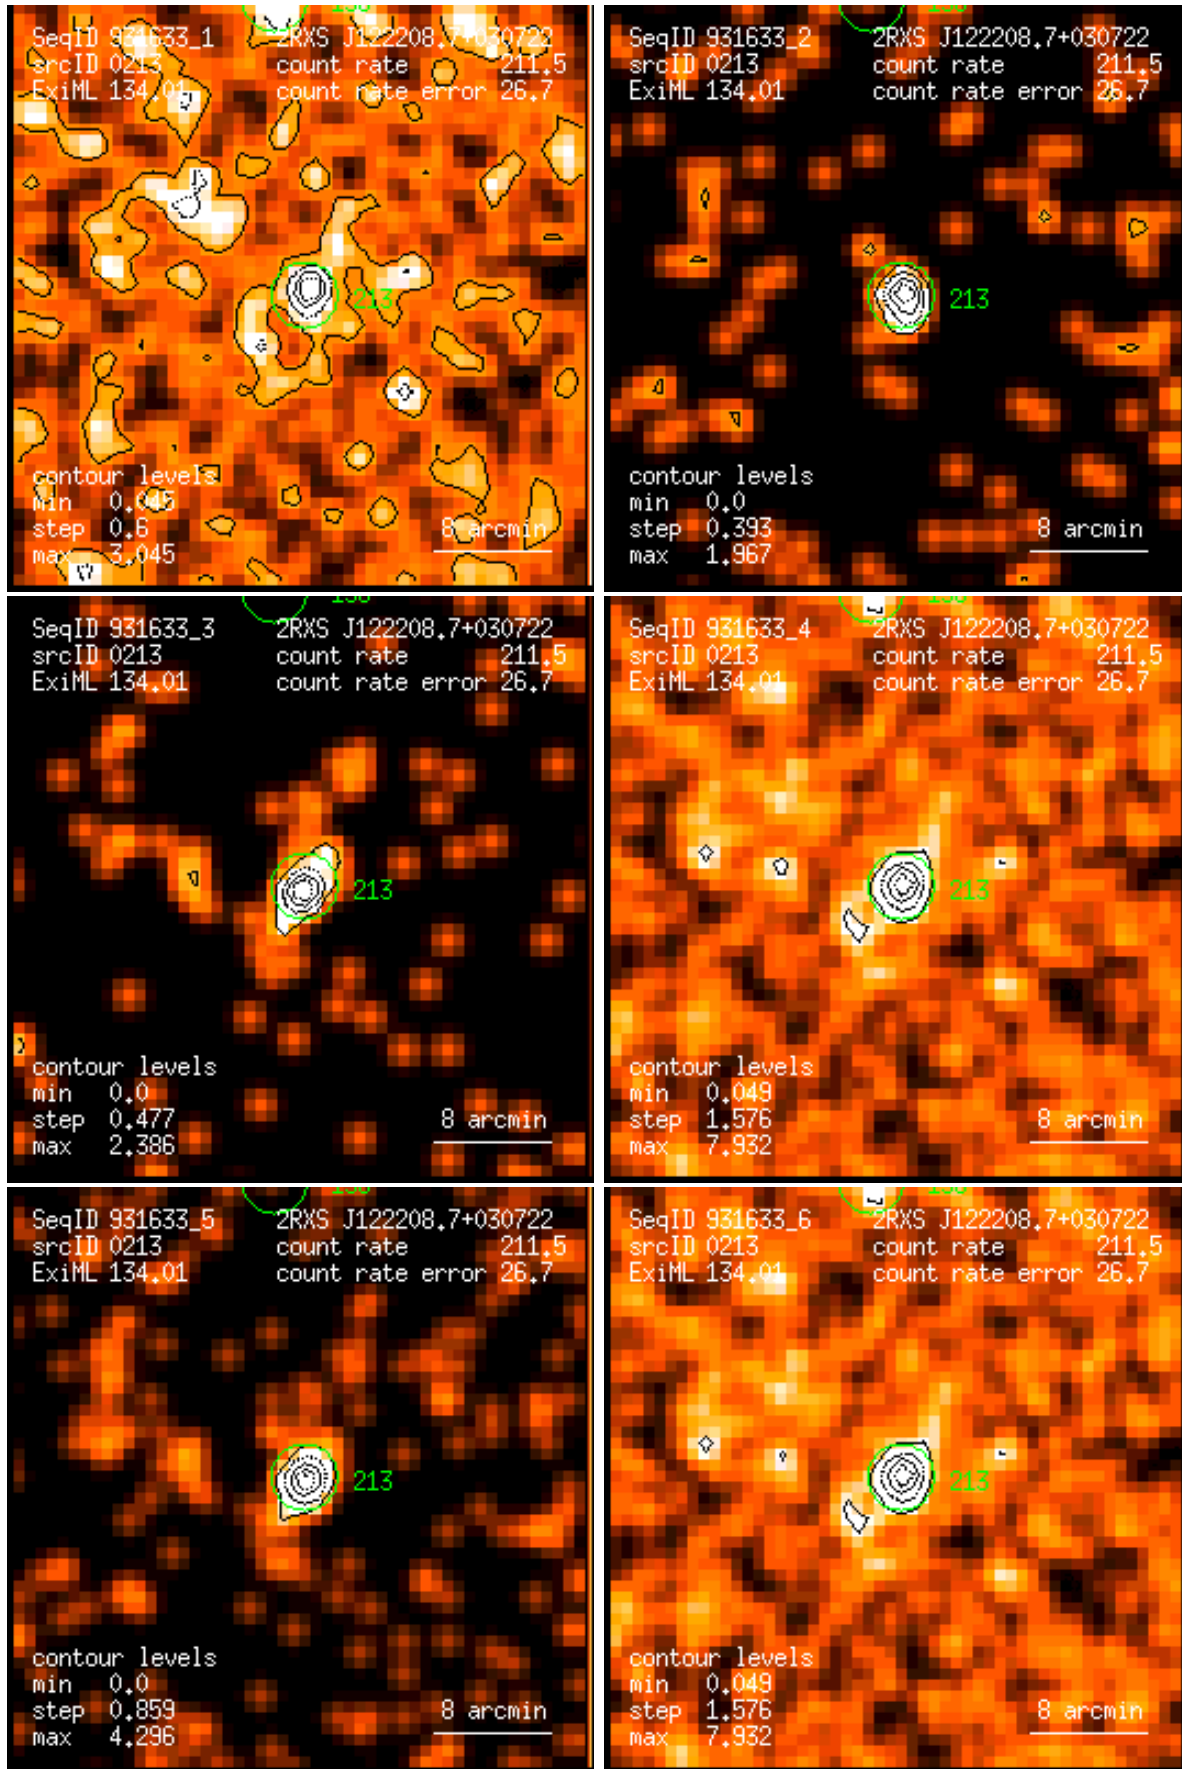 SeqID 931633_1 2RXS J122208.7+030722
srcID 0213 count rate 211.5
ExiML 134.01 count rate error 26.7
213
contour levels
min 0.045
step 0.6
max 3.045
8 arcmin
SeqID 931633_2 2RXS J122208.7+030722
srcID 0213 count rate 211.5
ExiML 134.01 count rate error 26.7
213
contour levels
min 0.0
step 0.393
max 1.967
8 arcmin
SeqID 931633_3 2RXS J122208.7+030722
srcID 0213 count rate 211.5
ExiML 134.01 count rate error 26.7
213
contour levels
min 0.0
step 0.477
max 2.386
8 arcmin
SeqID 931633_4 2RXS J122208.7+030722
srcID 0213 count rate 211.5
ExiML 134.01 count rate error 26.7
213
contour levels
min 0.049
step 1.576
max 7.932
8 arcmin
SeqID 931633_5 2RXS J122208.7+030722
srcID 0213 count rate 211.5
ExiML 134.01 count rate error 26.7
213
contour levels
min 0.0
step 0.859
max 4.296
8 arcmin
SeqID 931633_6 2RXS J122208.7+030722
srcID 0213 count rate 211.5
ExiML 134.01 count rate error 26.7
213
contour levels
min 0.049
step 1.576
max 7.932
8 arcmin